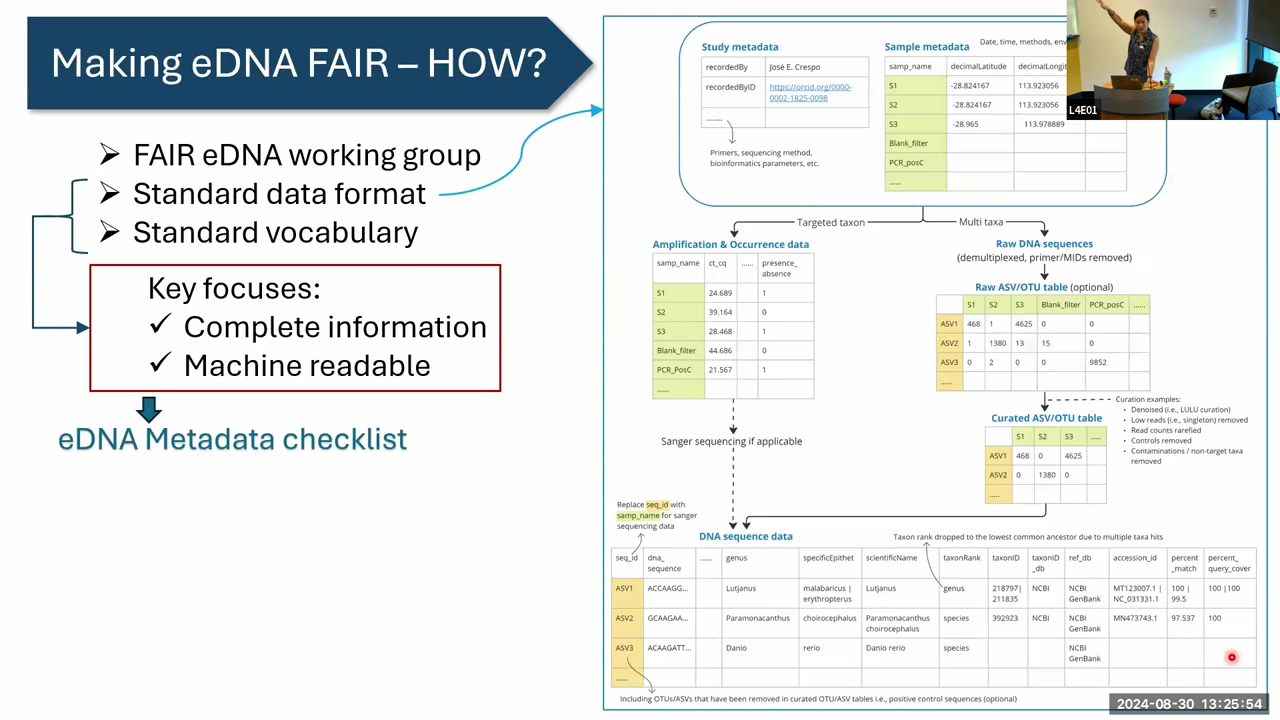 Making eDNA FAIR – HOW?
➢ FAIR eDNA working group
➢ Standard data format
➢ Standard vocabulary
Key focuses:
✓ Complete information
✓ Machine readable
eDNA Metadata checklist
Study metadata
recordedBy José E. Crespo
recordedByID https://orcid.org/0000-
0002-1825-0098
........
Primers, sequencing method,
bioinformatics parameters, etc.
Sample metadata Date, time, methods, env
samp_name decimalLatitude decimalLongit
S1 -28.824167 113.923056
S2 -28.824167 113.923056
S3 -28.965 113.978889
Blank_filter
PCR_posC
......
L4E01
Targeted taxon Multi taxa
Amplification & Occurrence data
samp_name ct_cq ...... presence_
absence
S1 24.689 1
S2 39.164 0
S3 28.468 1
Blank_filter 44.686 0
PCR_PosC 21.567 1
......
Sanger sequencing if applicable
Raw DNA sequences
(demultiplexed, primer/MIDs removed)
Raw ASV/OTU table (optional)
S1 S2 S3 Blank_filter PCR_posC ......
ASV1 468 1 4625 0 0
ASV2 1 1380 13 15 0
ASV3 0 2 0 0 9852
......
Curation examples:
• Denoised (i.e., LULU curation)
• Low reads (i.e., singleton) removed
• Read counts rarefied
• Controls removed
• Contaminations / non-target taxa
removed
Curated ASV/OTU table
S1 S2 S3 .....
ASV1 468 0 4625
ASV2 0 1380 0
.....
Replace seq_id with
samp_name for sanger
sequencing data
DNA sequence data
Taxon rank dropped to the lowest common ancestor due to multiple taxa hits
seq_id dna_
sequence ...... genus specificEpithet scientificName taxonRank taxonID taxonID
_db ref_db accession_id percent
_match percent_
query_cover
ASV1 ACCAAGG... Lutjanus malabaricus |
erythropterus Lutjanus genus 218797|
211835 NCBI NCBI
GenBank MT123007.1 |
NC_031331.1 100 |
99.5 100 |100
ASV2 GCAAGAA... Paramonacanthus choirocephalus Paramonacanthus
choirocephalus species 392923 NCBI NCBI
GenBank MN473743.1 97.537 100
ASV3 ACAAGATT... Danio rerio Danio rerio species NCBI
GenBank
......
Including OTUs/ASVs that have been removed in curated OTU/ASV tables i.e., positive control sequences (optional)
2024-08-30 13:25:54